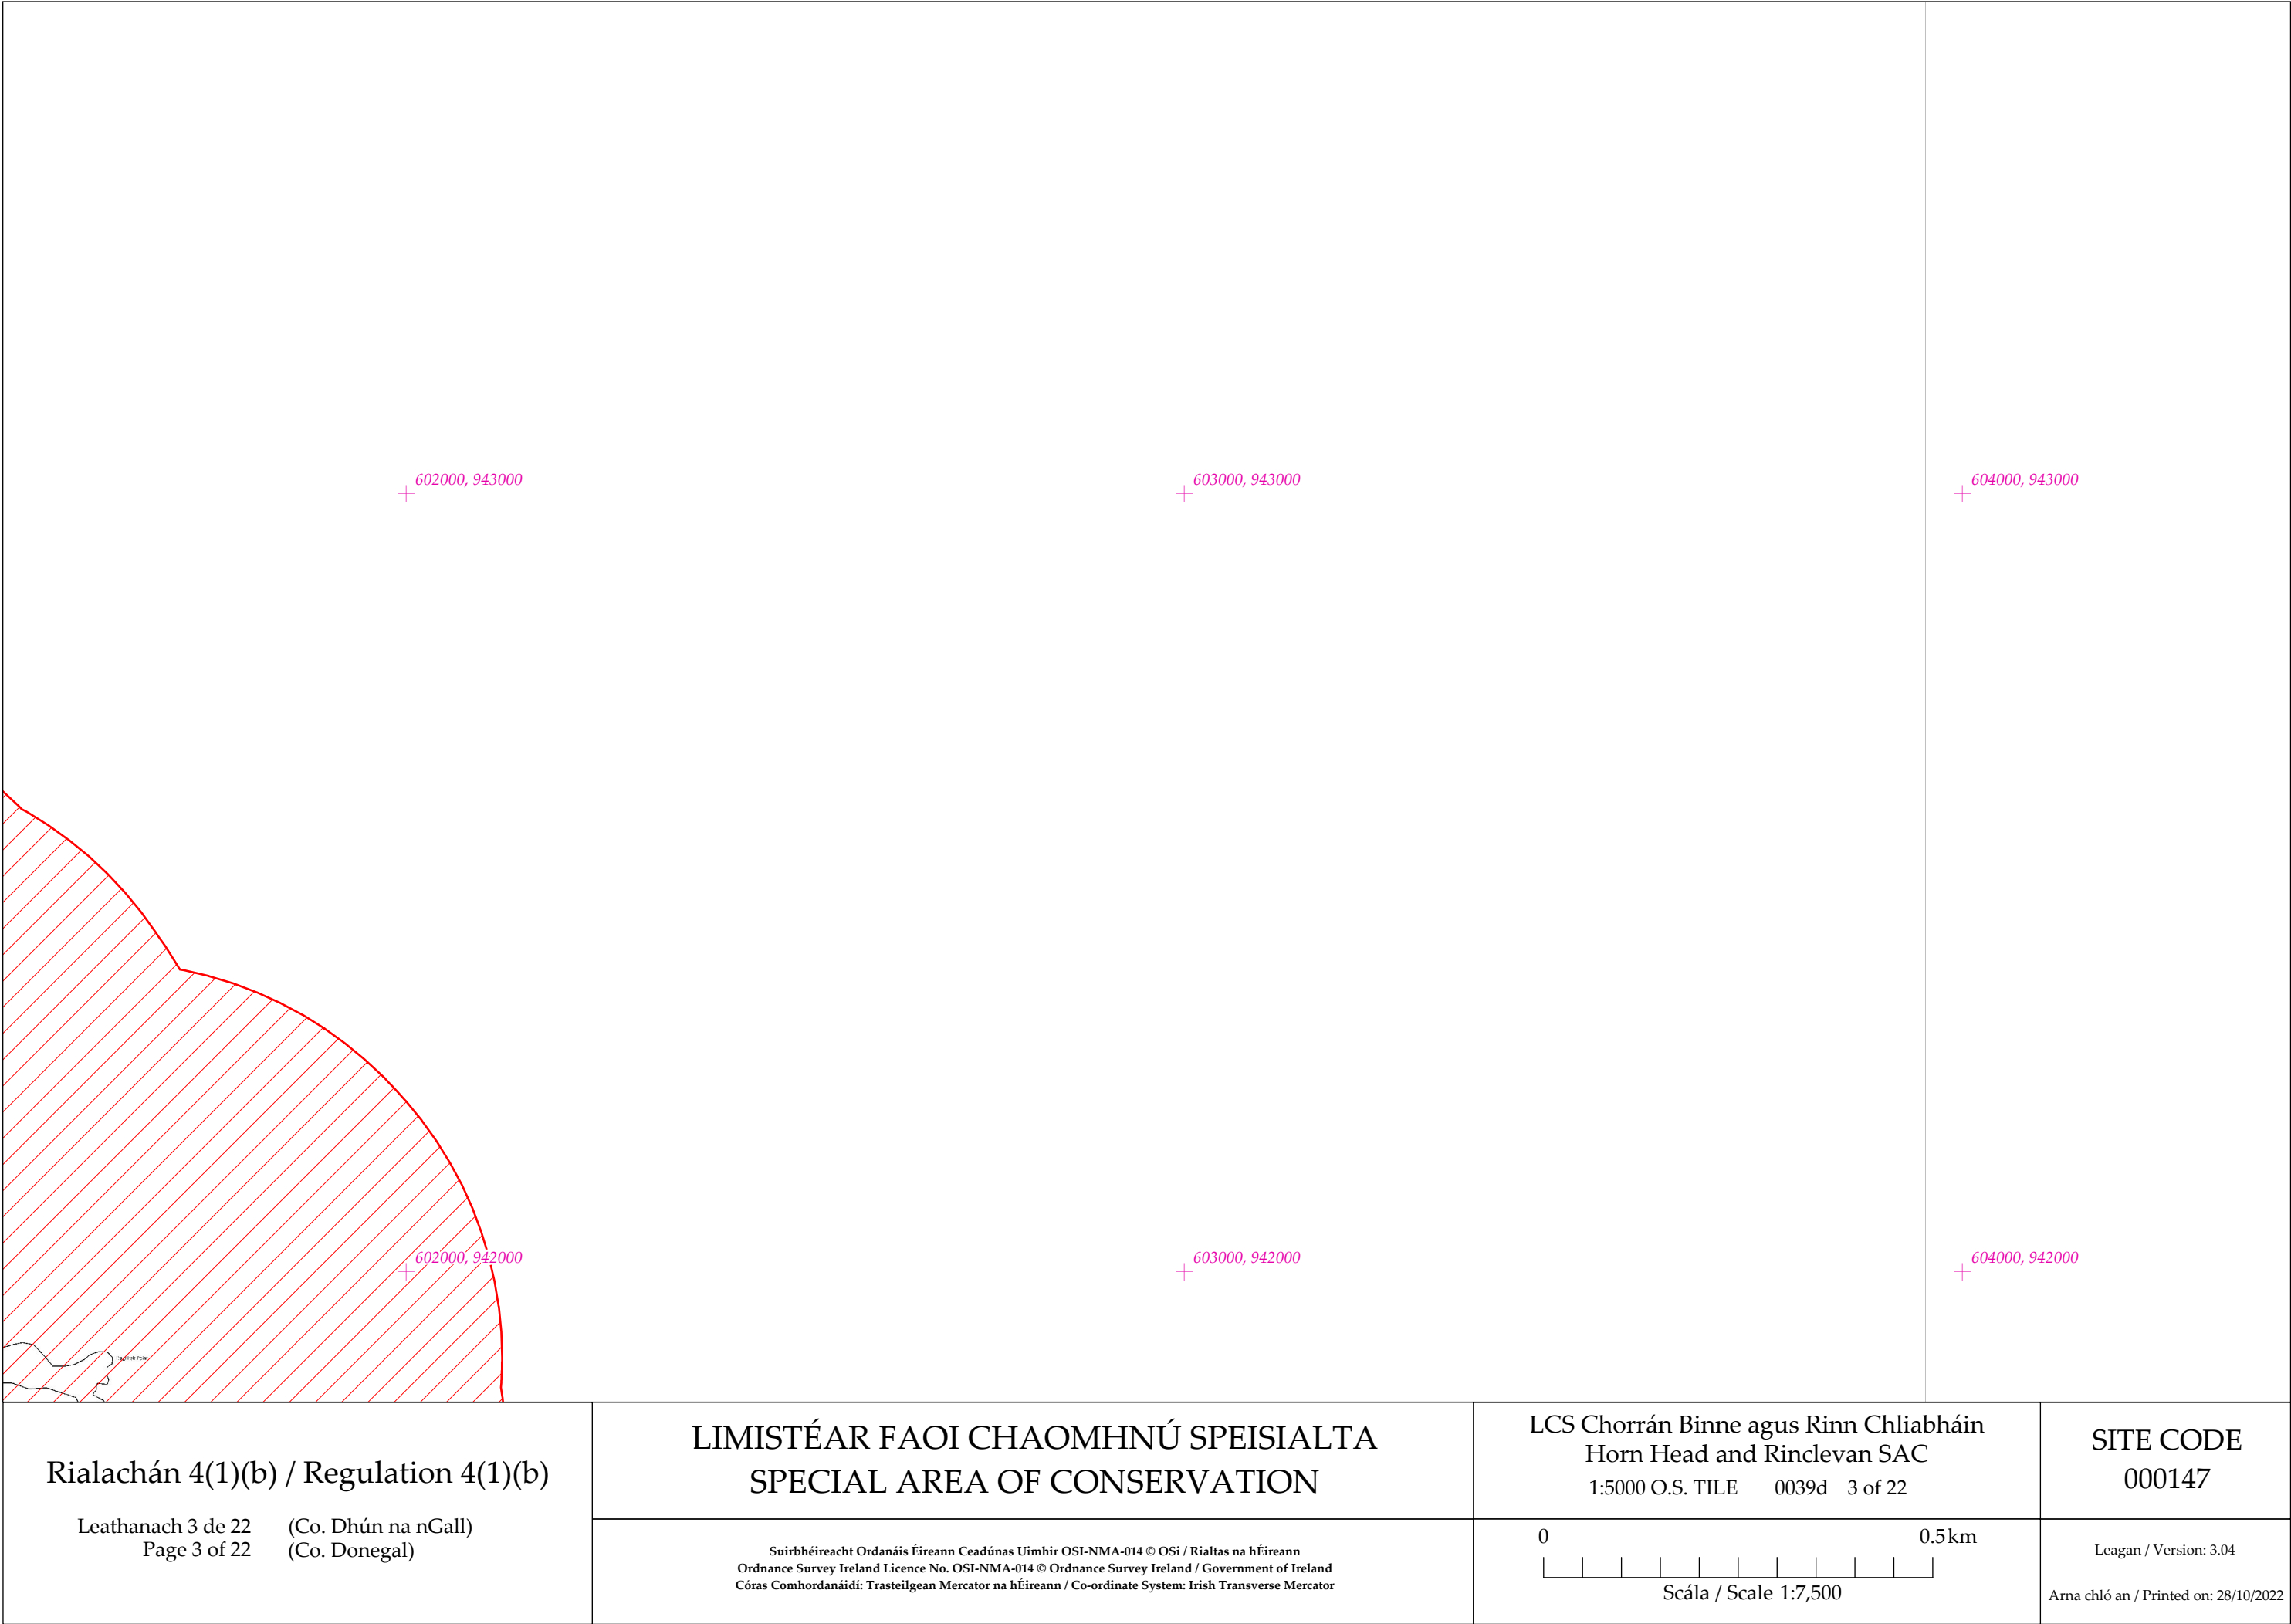 602000, 943000
603000, 943000
604000, 943000
602000, 942000
603000, 942000
604000, 942000
Rialachán 4(1)(b) / Regulation 4(1)(b)
Leathanach 3 de 22 (Co. Dhún na nGall)
Page 3 of 22 (Co. Donegal)
LIMISTÉAR FAOI CHAOMHNÚ SPEISIALTA
SPECIAL AREA OF CONSERVATION
Suirbhéireacht Ordanáis Éireann Ceadúnas Uimhir OSI-NMA-014 © OSi / Rialtas na hÉireann
Ordnance Survey Ireland Licence No. OSI-NMA-014 © Ordnance Survey Ireland / Government of Ireland
Córas Comhordanáidí: Trasteilgean Mercator na hÉireann / Co-ordinate System: Irish Transverse Mercator
LCS Chorrán Binne agus Rinn Chliabháin
Horn Head and Rinclevan SAC
1:5000 O.S. TILE 0039d 3 of 22
0 0.5 km
Scála / Scale 1:7,500
SITE CODE
000147
Leagan / Version: 3.04
Arna chló an / Printed on: 28/10/2022